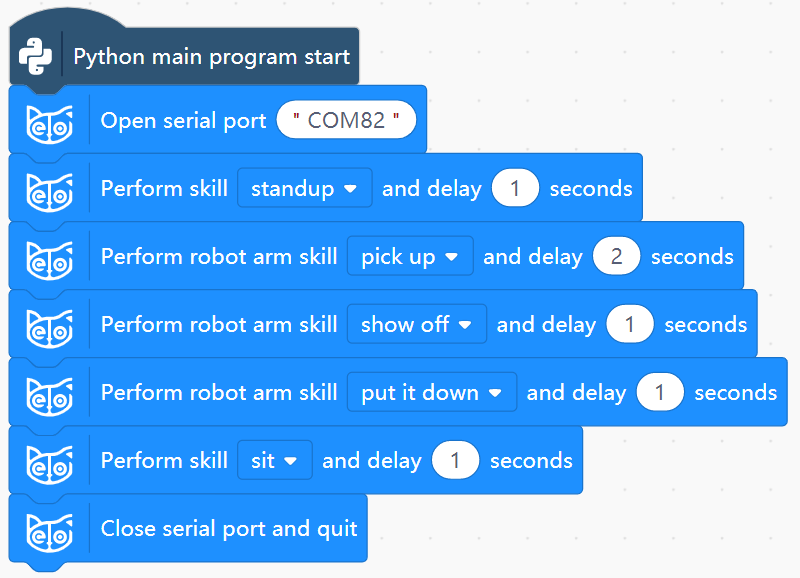 Python main program start
Open serial port " COM82 "
Perform skill standup and delay 1 seconds
Perform robot arm skill pick up and delay 2 seconds
Perform robot arm skill show off and delay 1 seconds
Perform robot arm skill put it down and delay 1 seconds
Perform skill sit and delay 1 seconds
Close serial port and quit